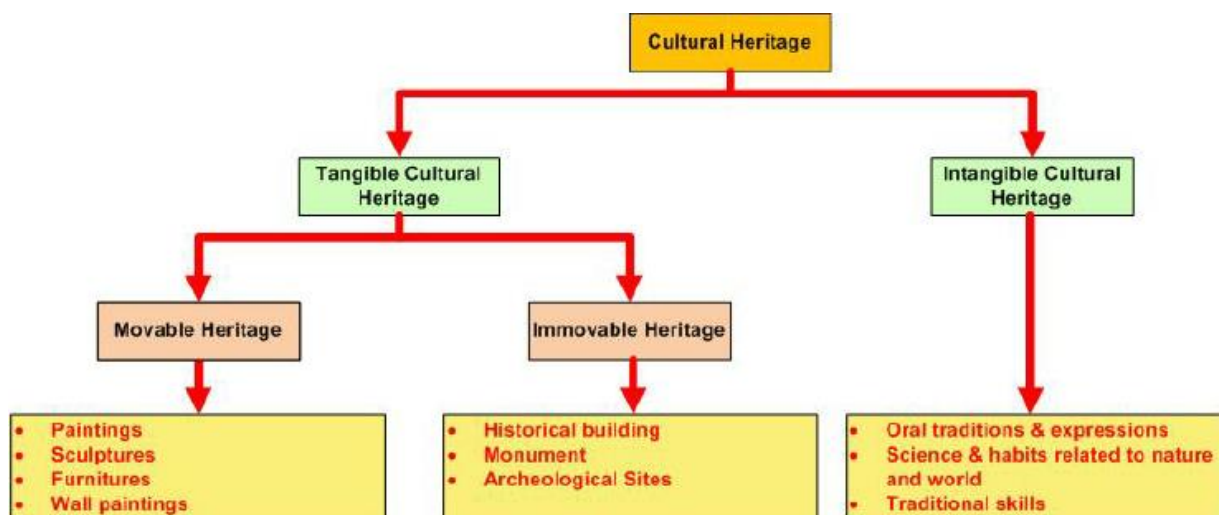 Cultural Heritage
Tangible Cultural
Heritage
Intangible Cultural
Heritage
Movable Heritage
Immovable Heritage
• Paintings
• Sculptures
• Furnitures
• Wall paintings
• Historical building
• Monument
• Archeological Sites
• Oral traditions & expressions
• Science & habits related to nature
and world
• Traditional skills